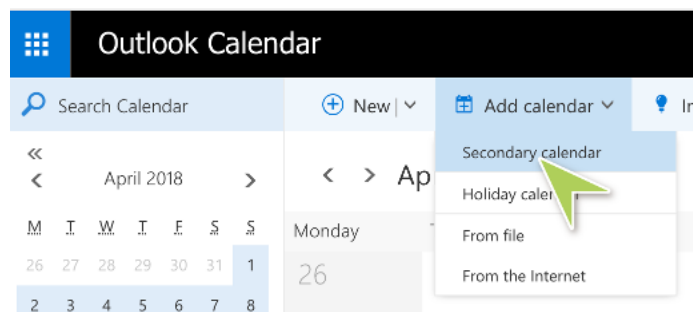 Outlook Calendar
Search Calendar
New
Add calendar
Secondary calendar
Holiday
From file
From the Internet
April 2018
M T W T F S S
26 27 28 29 30 31 1
2 3 4 5 6 7 8
Monday
26